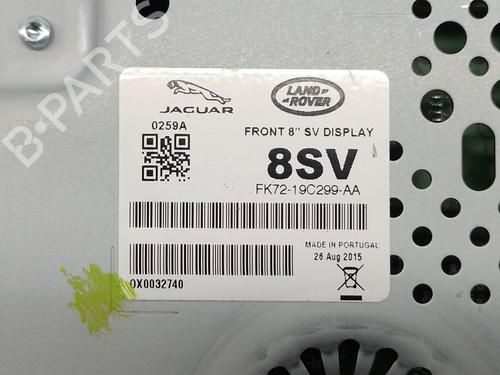 B-PARTS
JAGUAR
LAND
ROVER
0259A
FRONT 8" SV DISPLAY
8SV
FK72-19C299-AA
MADE IN PORTUGAL
26 Aug 2015
0X0032740